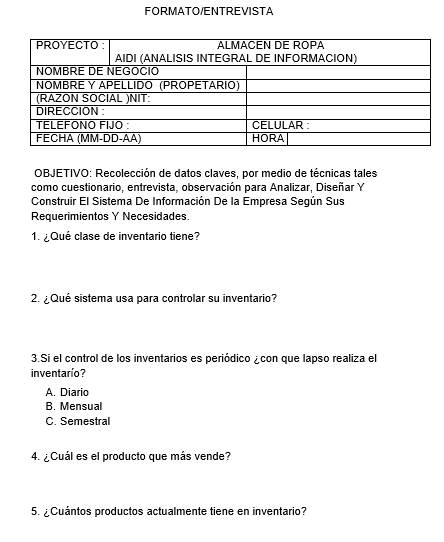 FORMATO/ENTREVISTA
PROYECTO : ALMACEN DE ROPA
AIDI (ANALISIS INTEGRAL DE INFORMACION)
NOMBRE DE NEGOCIO
NOMBRE Y APELLIDO (PROPETARIO)
(RAZON SOCIAL )NIT:
DIRECCION :
TELEFONO FIJO : CELULAR :
FECHA (MM-DD-AA) HORA
OBJETIVO: Recolección de datos claves, por medio de técnicas tales
como cuestionario, entrevista, observación para Analizar, Diseñar Y
Construir El Sistema De Información De la Empresa Según Sus
Requerimientos Y Necesidades.
1. ¿Qué clase de inventario tiene?
2. ¿Qué sistema usa para controlar su inventario?
3.Si el control de los inventarios es periódico ¿con que lapso realiza el
inventarío?
A. Diario
B. Mensual
C. Semestral
4. ¿Cuál es el producto que más vende?
5. ¿Cuántos productos actualmente tiene en inventario?